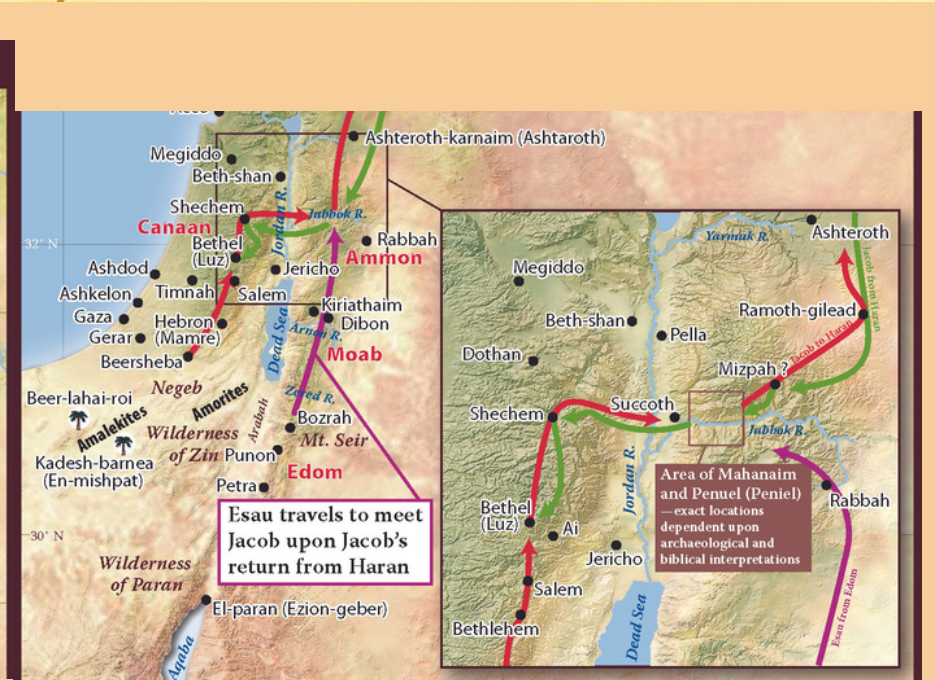 Ashteroth-karnaim (Ashtaroth)
Megiddo
Beth-shan
Jordan R.
Shechem
Jabbok R.
Canaan
32° N
Bethel
(Luz)
Rabbah
Ammon
Ashdod
Jericho
Timnah
Salem
Ashkelon
Kiriathaim
Gaza
Hebron
(Mamre)
Dibon
Gerar
Arnon R.
Dead Sea
Moab
Beersheba
Negeb
Beer-lahai-roi
Amorites
Zered R.
Amalekites
Arabah
Bozrah
Wilderness
of Zin
Mt. Seir
Kadesh-barnea
(En-mishpat)
Punon
Edom
Petra
Esau travels to meet
Jacob upon Jacob's
return from Haran
30° N
Wilderness
of Paran
El-paran (Ezion-geber)
Aqaba
Yarmuk R.
Ashteroth
Megiddo
Jacob from Haran
Beth-shan
Ramoth-gilead
Pella
Jacob to Haran
Dothan
Mizpah ?
Shechem
Succoth
Jabbok R.
Jordan R.
Area of Mahanaim
and Penuel (Peniel)
—exact locations
dependent upon
archaeological and
biblical interpretations
Rabbah
Bethel
(Luz)
Ai
Jericho
Salem
Esau from Edom
Bethlehem
Dead Sea